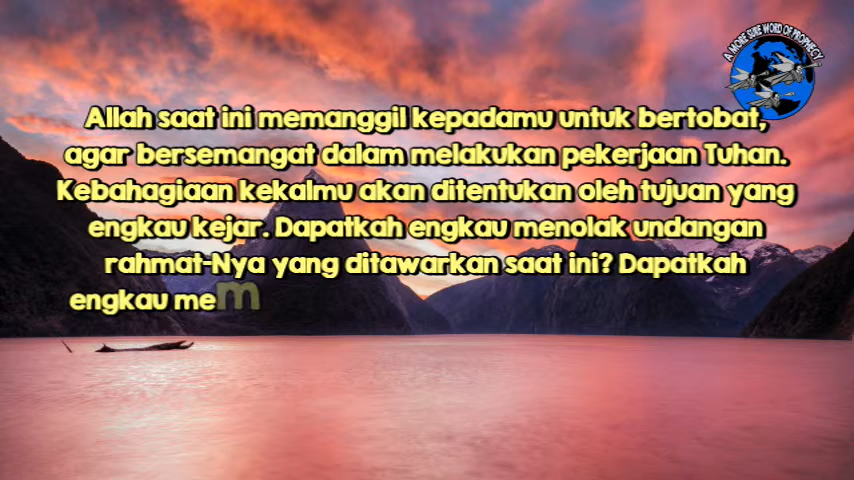 A MORE SURE WORD OF PROPHECY
Allah saat ini memanggil kepadamu untuk bertobat,
agar bersemangat dalam melakukan pekerjaan Tuhan.
Kebahagiaan kekalmu akan ditentukan oleh tujuan yang
engkau kejar. Dapatkah engkau menolak undangan
rahmat-Nya yang ditawarkan saat ini? Dapatkah
engkau mem